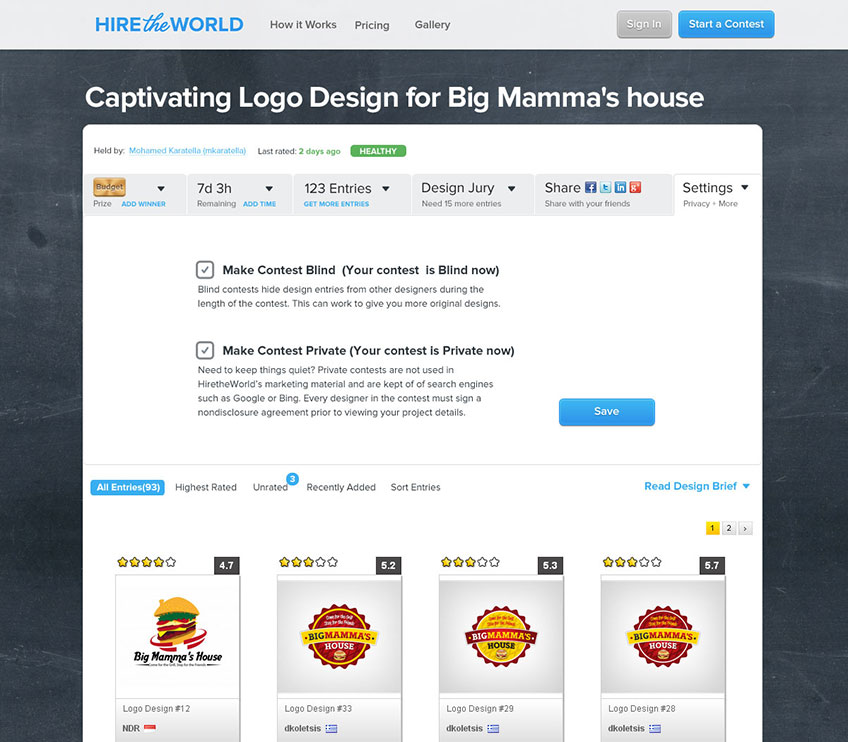 HIREtheWORLD How it Works Pricing Gallery Sign In Start a Contest
Captivating Logo Design for Big Mamma's house
Held by: Mohamed Karatella (mkaratella) Last rated: 2 days ago HEALTHY
Budget 7d 3h 123 Entries Design Jury Share Settings
Prize ADD WINNER Remaining ADD TIME GET MORE ENTRIES Need 15 more entries Share with your friends Privacy + More
Make Contest Blind (Your contest is Blind now)
Blind contests hide design entries from other designers during the
length of the contest. This can work to give you more original designs.
Make Contest Private (Your contest is Private now)
Need to keep things quiet? Private contests are not used in
HiretheWorld's marketing material and are kept of of search engines
such as Google or Bing. Every designer in the contest must sign a
nondisclosure agreement prior to viewing your project details.
Save
All Entries(93) Highest Rated Unrated 3 Recently Added Sort Entries Read Design Brief
1 2 >
4.7 5.2 5.3 5.7
Big Mamma's House
BIGMAMMA'S
HOUSE
BIGMAMMA'S
HOUSE
BIGMAMMA'S
HOUSE
Logo Design #12 Logo Design #33 Logo Design #29 Logo Design #28
NDR dkoletsis dkoletsis dkoletsis